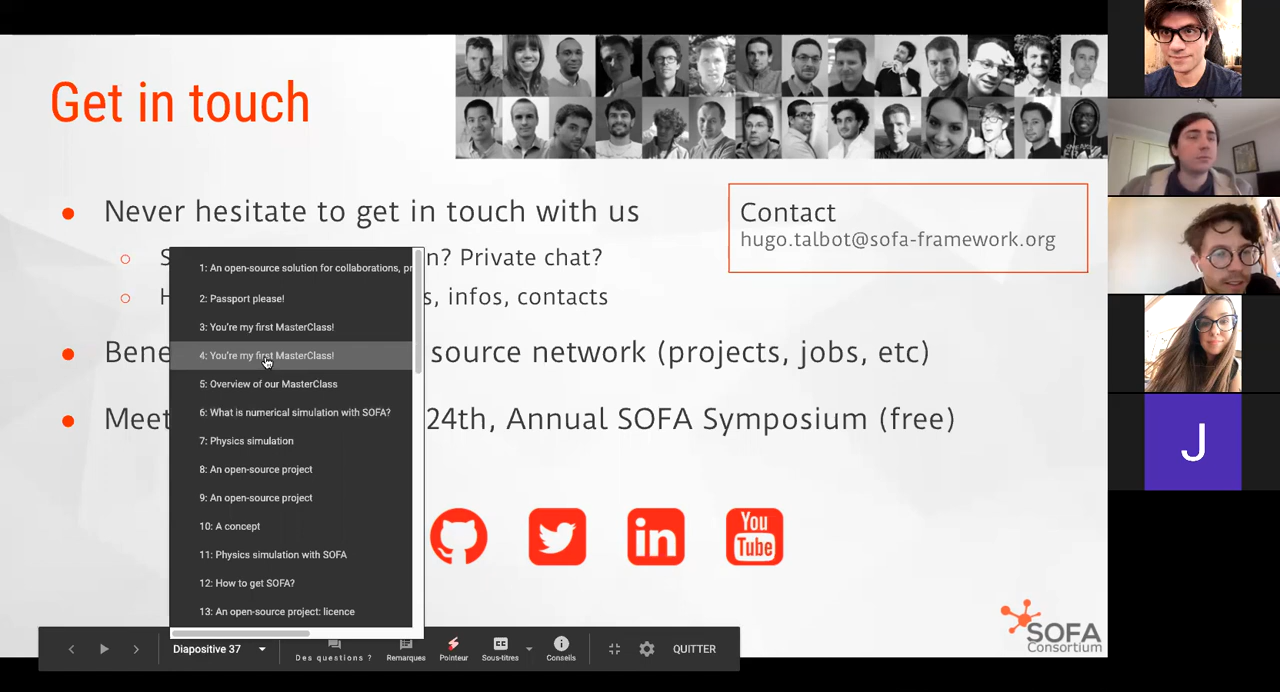 Get in touch
Never hesitate to get in touch with us
Contact
hugo.talbot@sofa-framework.org
S n? Private chat?
H s, infos, contacts
Bene source network (projects, jobs, etc)
Meet 24th, Annual SOFA Symposium (free)
1: An open-source solution for collaborations, pr
2: Passport please!
3: You're my first MasterClass!
4: You're my first MasterClass!
5: Overview of our MasterClass
6: What is numerical simulation with SOFA?
7: Physics simulation
8: An open-source project
9: An open-source project
10: A concept
11: Physics simulation with SOFA
12: How to get SOFA?
13: An open-source project: licence
in
You
Tube
SOFA
Consortium
Diapositive 37
Des questions ?
Remarques
Pointeur
Sous-titres
Conseils
QUITTER
J